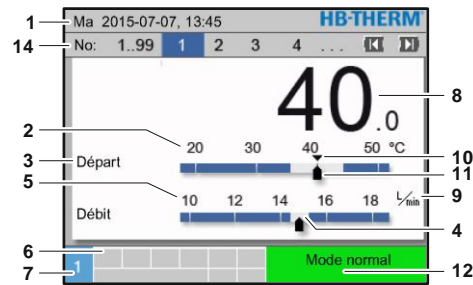 1 Ma 2015-07-07, 13:45 HB-THERM
14 No: 1..99 1 2 3 4 ...
40.0 8
2 20 30 40 50 °C 10
3 Départ 11
5 10 12 14 16 18 L/min 9
Débit 4
6
7 1 Mode normal 12